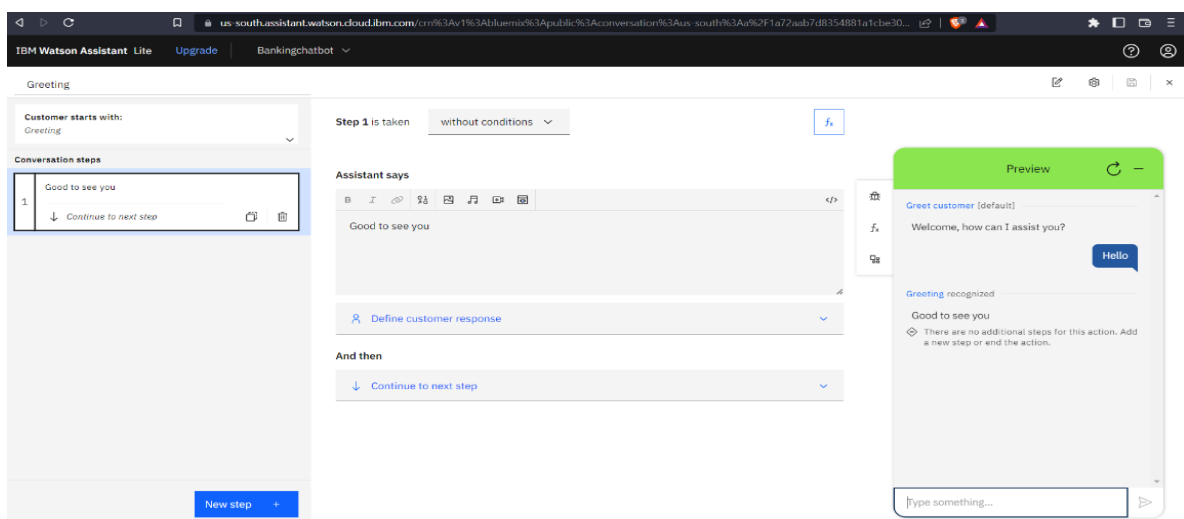 us-south.assistant.watson.cloud.ibm.com/crn%3Av1%3Abluemix%3Apublic%3Aconversation%3Aus-south%3Aa%2F1a72aab7d8354881a1cbe30...
IBM Watson Assistant Lite Upgrade Bankingchatbot
Greeting
Customer starts with:
Greeting
Conversation steps
1
Good to see you
Continue to next step
New step +
Step 1 is taken without conditions
fx
Assistant says
B I </>
Good to see you
Define customer response
And then
Continue to next step
fx
Preview
Greet customer [default]
Welcome, how can I assist you?
Hello
Greeting recognized
Good to see you
There are no additional steps for this action. Add
a new step or end the action.
Type something...